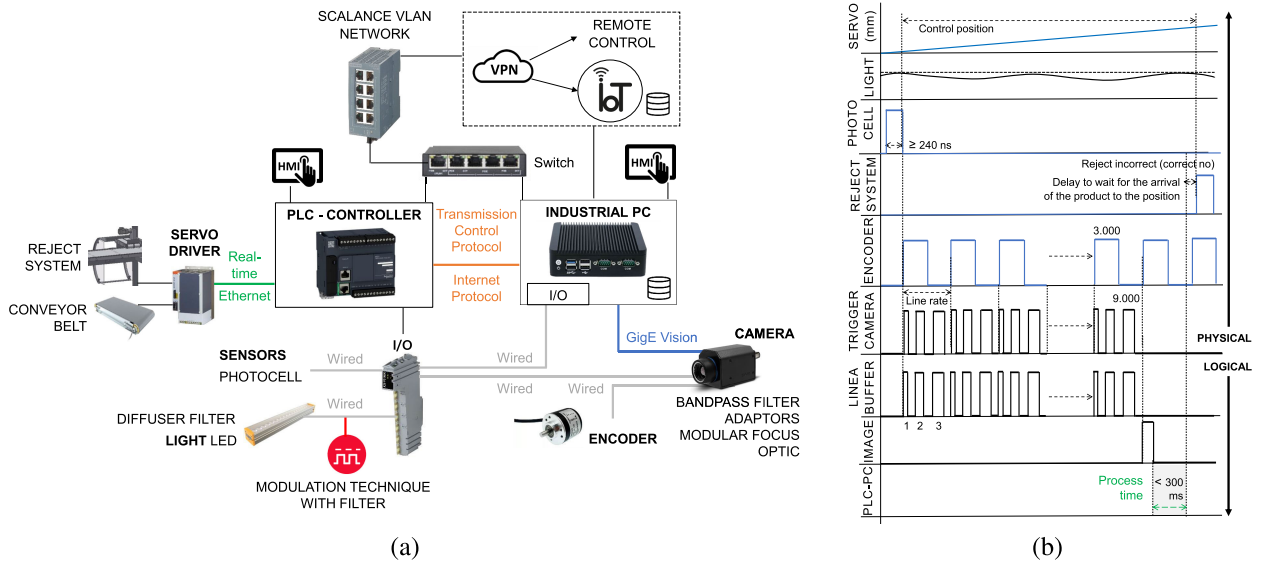 SCALANCE VLAN
NETWORK
VPN
REMOTE
CONTROL
IoT
HMI
Switch
HMI
PLC - CONTROLLER
Transmission
Control
Protocol
INDUSTRIAL PC
REJECT
SYSTEM
SERVO
DRIVER
Real-
time
Ethernet
Internet
Protocol
I/O
CONVEYOR
BELT
GigE Vision
CAMERA
SENSORS
PHOTOCELL
Wired
I/O
Wired
Wired
Wired
DIFFUSER FILTER
LIGHT LED
Wired
ENCODER
BANDPASS FILTER
ADAPTORS
MODULAR FOCUS
OPTIC
MODULATION TECHNIQUE
WITH FILTER
(a)
SERVO
(mm)
Control position
LIGHT
PHOTO
CELL
≥ 240 ns
REJECT
SYSTEM
Reject incorrect (correct no)
Delay to wait for the arrival
of the product to the position
ENCODER
3.000
TRIGGER
CAMERA
Line rate
9.000
PHYSICAL
LOGICAL
LINEA
BUFFER
1 2 3
IMAGE
PLC-PC
Process
time
< 300
ms
(b)